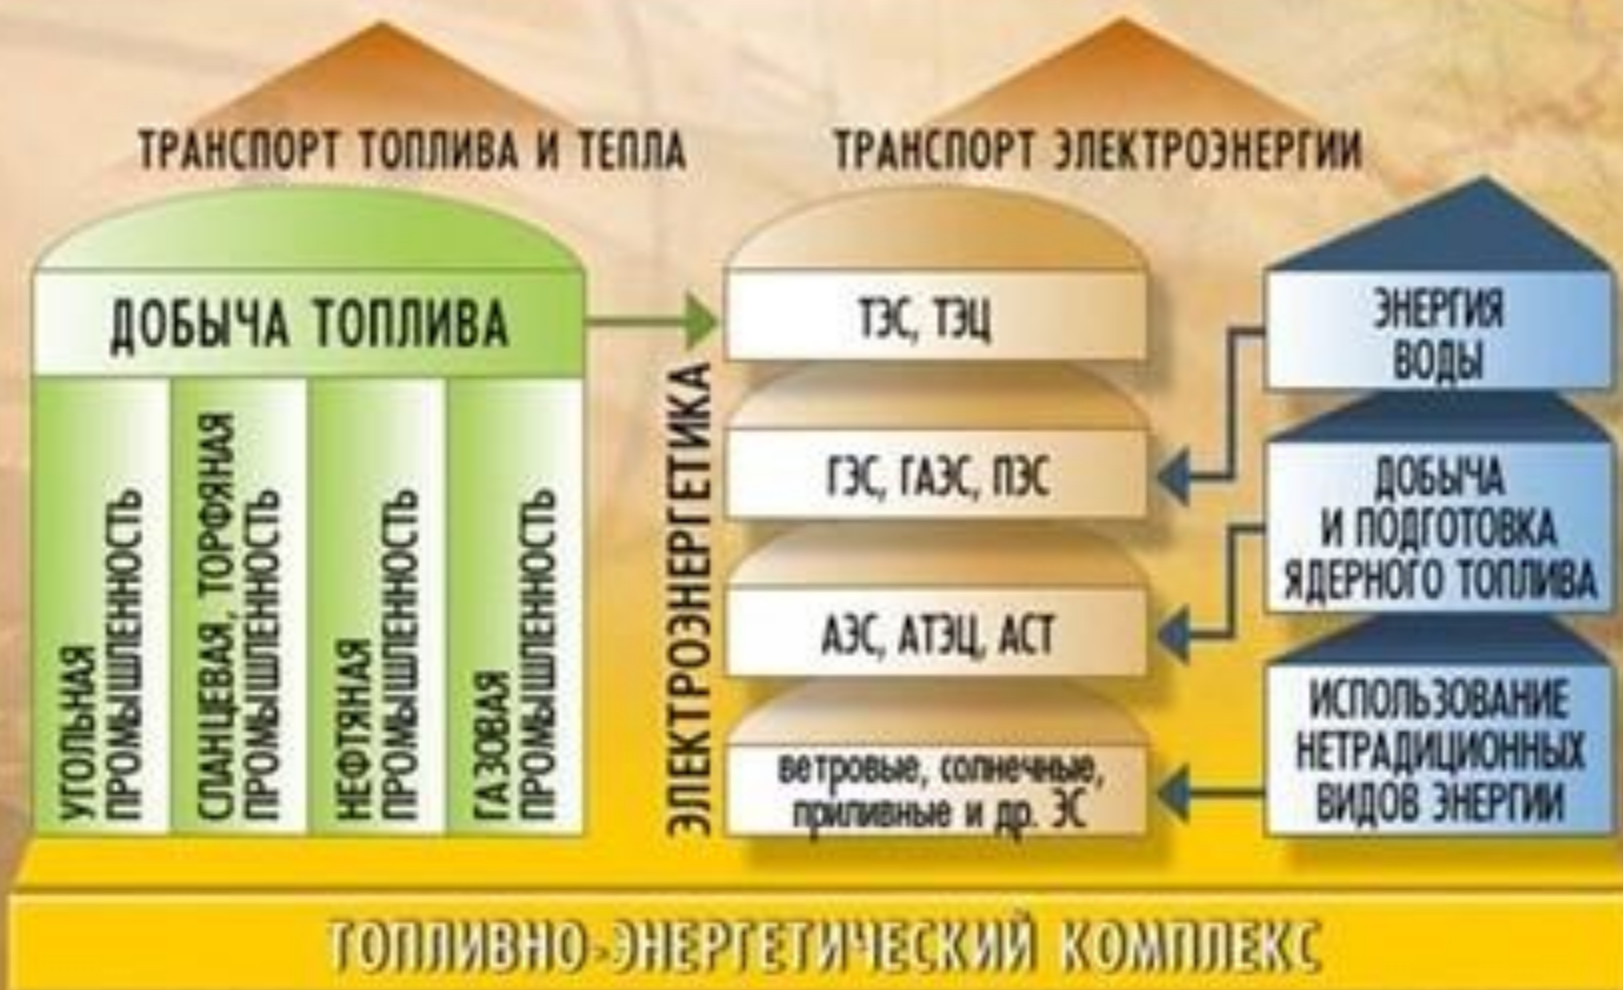 ТРАНСПОРТ ТОПЛИВА И ТЕПЛА
ТРАНСПОРТ ЭЛЕКТРОЭНЕРГИИ
ДОБЫЧА ТОПЛИВА
УГОЛЬНАЯ
ПРОМЫШЛЕННОСТЬ
СЛАНЦЕВАЯ, ТОРФЯНАЯ
ПРОМЫШЛЕННОСТЬ
НЕФТЯНАЯ
ПРОМЫШЛЕННОСТЬ
ГАЗОВАЯ
ПРОМЫШЛЕННОСТЬ
ЭЛЕКТРОЭНЕРГЕТИКА
ТЭС, ТЭЦ
ГЭС, ГАЭС, ПЭС
АЭС, АТЭЦ, АСТ
ветровые, солнечные,
приливные и др. ЭС
ЭНЕРГИЯ
ВОДЫ
ДОБЫЧА
И ПОДГОТОВКА
ЯДЕРНОГО ТОПЛИВА
ИСПОЛЬЗОВАНИЕ
НЕТРАДИЦИОННЫХ
ВИДОВ ЭНЕРГИИ
ТОПЛИВНО-ЭНЕРГЕТИЧЕСКИЙ КОМПЛЕКС